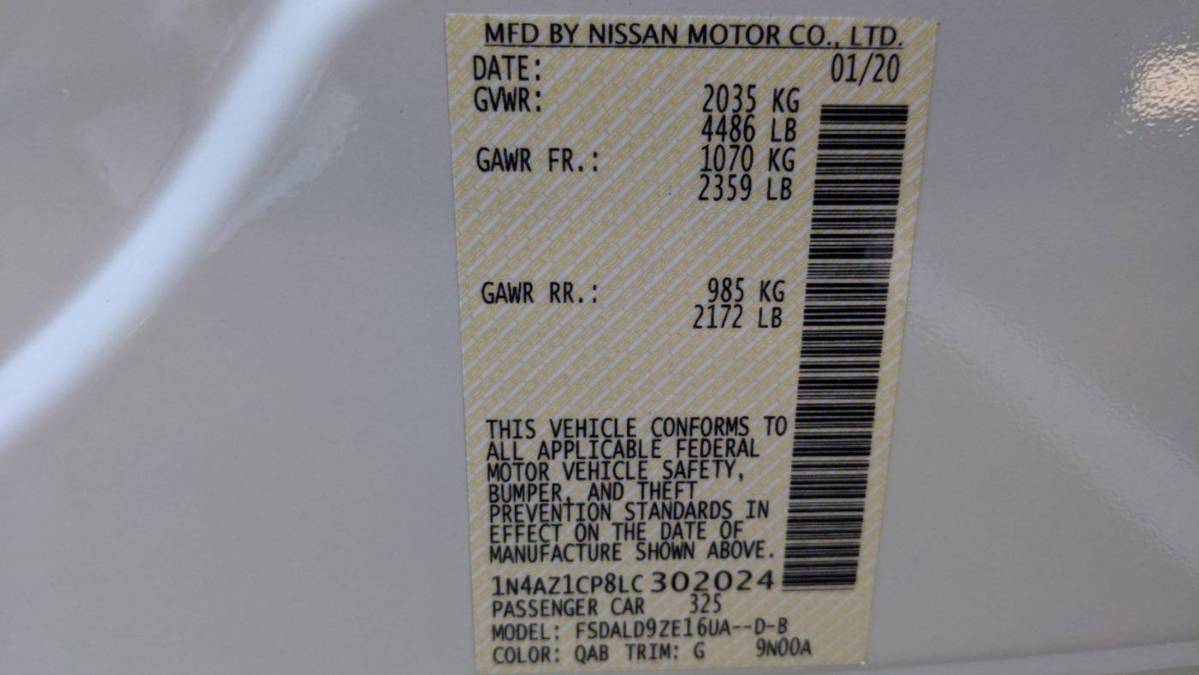 MFD BY NISSAN MOTOR CO., LTD.
DATE: 01/20
GVWR: 2035 KG
4486 LB
GAWR FR.: 1070 KG
2359 LB
GAWR RR.: 985 KG
2172 LB
THIS VEHICLE CONFORMS TO
ALL APPLICABLE FEDERAL
MOTOR VEHICLE SAFETY,
BUMPER, AND THEFT
PREVENTION STANDARDS IN
EFFECT ON THE DATE OF
MANUFACTURE SHOWN ABOVE.
1N4AZ1CP8LC302024
PASSENGER CAR 325
MODEL: FSDALD9ZE16UA--D-B
COLOR: QAB TRIM: G 9N00A